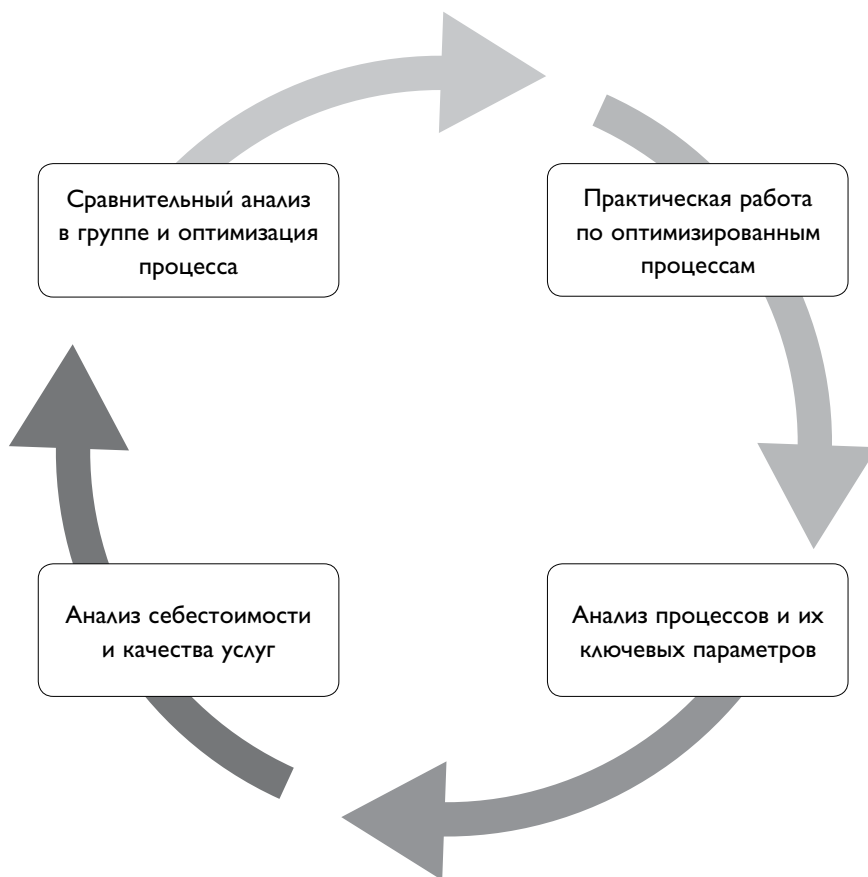 Сравнительный анализ
в группе и оптимизация
процесса
Практическая работа
по оптимизированным
процессам
Анализ себестоимости
и качества услуг
Анализ процессов и их
ключевых параметров